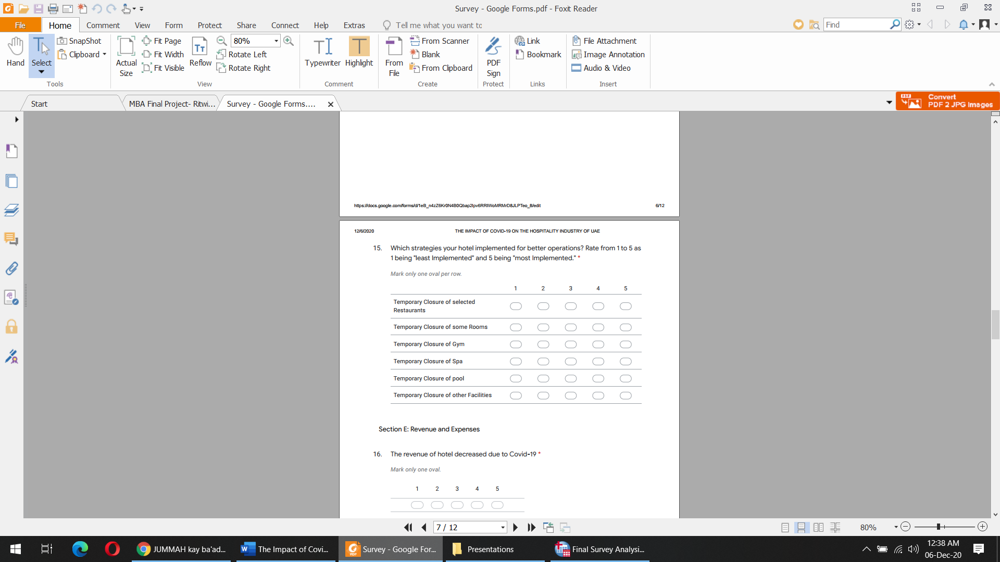 Survey - Google Forms.pdf - Foxit Reader
File Home Comment View Form Protect Share Connect Help Extras Tell me what you want to Find
Hand
Select
SnapShot
Clipboard
Tools
Actual Size
Fit Page
Fit Width
Fit Visible
Reflow
80%
Rotate Left
Rotate Right
View
Typewriter
Highlight
Comment
From File
From Scanner
Blank
From Clipboard
Create
PDF Sign
Protect
Link
Bookmark
Links
File Attachment
Image Annotation
Audio & Video
Insert
Start
MBA Final Project- Ritwi...
Survey - Google Forms....
Convert
PDF 2 JPG Images
https://docs.google.com/forms/d/1eB_n4zZ6Kr0N4B0Qbap2lpv6RRIWoMRMrD8JLPTeo_8/edit 6/12
12/6/2020 THE IMPACT OF COVID-19 ON THE HOSPITALITY INDUSTRY OF UAE
15. Which strategies your hotel implemented for better operations? Rate from 1 to 5 as
1 being "least Implemented" and 5 being "most Implemented." *
Mark only one oval per row.
1 2 3 4 5
Temporary Closure of selected
Restaurants
Temporary Closure of some Rooms
Temporary Closure of Gym
Temporary Closure of Spa
Temporary Closure of pool
Temporary Closure of other Facilities
Section E: Revenue and Expenses
16. The revenue of hotel decreased due to Covid-19 *
Mark only one oval.
1 2 3 4 5
7 / 12
80%
JUMMAH kay ba'ad...
The Impact of Covi...
Survey - Google For...
Presentations
Final Survey Analysi...
12:38 AM
06-Dec-20